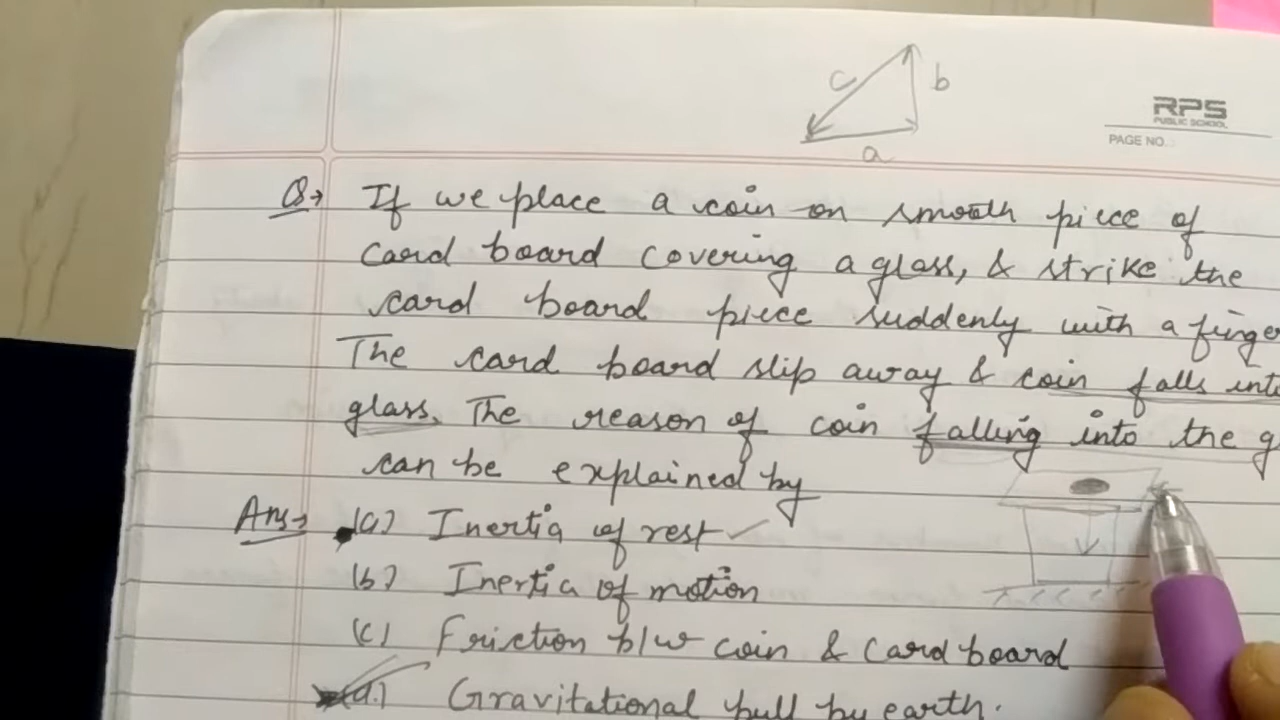 c
b
a
RPS
PUBLIC SCHOOL
PAGE NO.
Q→ If we place a coin on smooth piece of
card board covering a glass, & strike the
card board piece suddenly with a finger
The card board slip away & coin falls into
glass. The reason of coin falling into the g
can be explained by
Ans→ (a) Inertia of rest ✓
(b) Inertia of motion
(c) Friction b/w coin & card board
(d) Gravitational pull by earth.